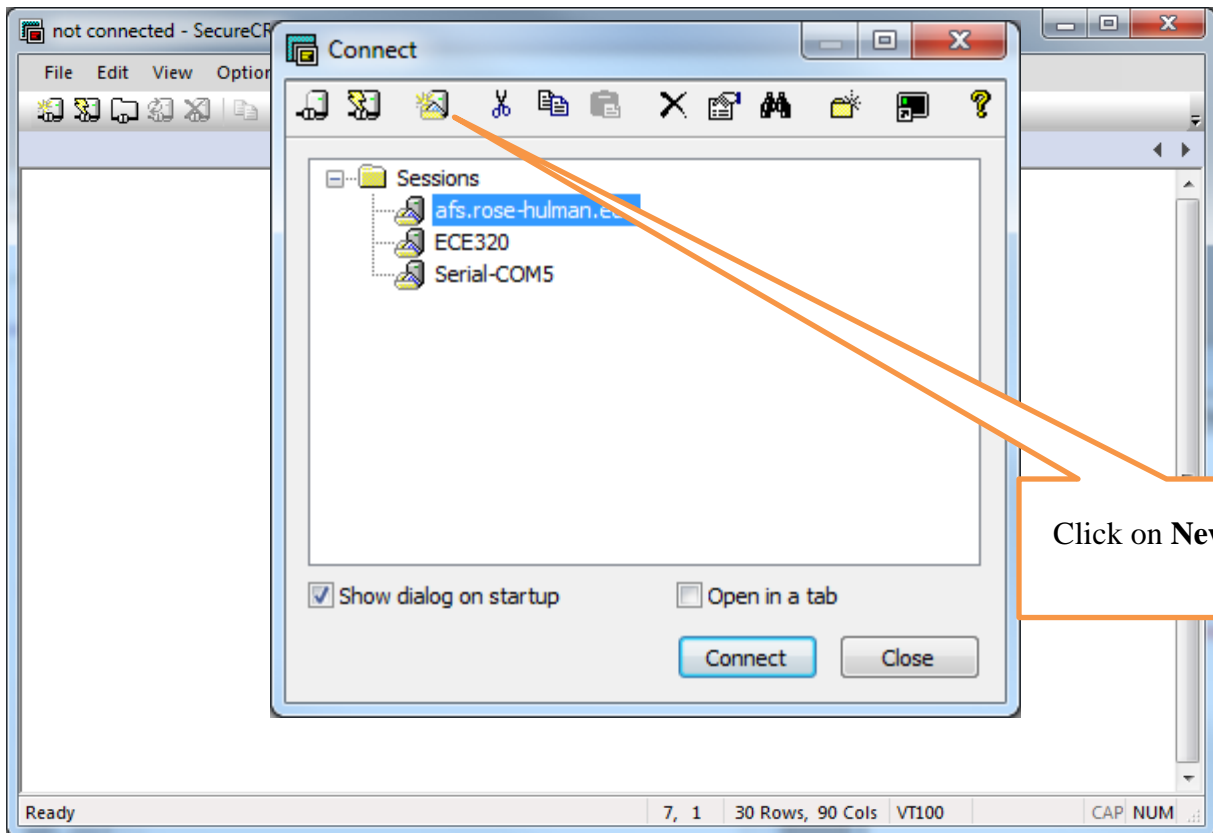 not connected - SecureCR
Connect
File Edit View Option
Sessions
afs.rose-hulman.e
ECE320
Serial-COM5
Click on Ne
Show dialog on startup
Open in a tab
Connect Close
Ready 7, 1 30 Rows, 90 Cols VT100 CAP NUM